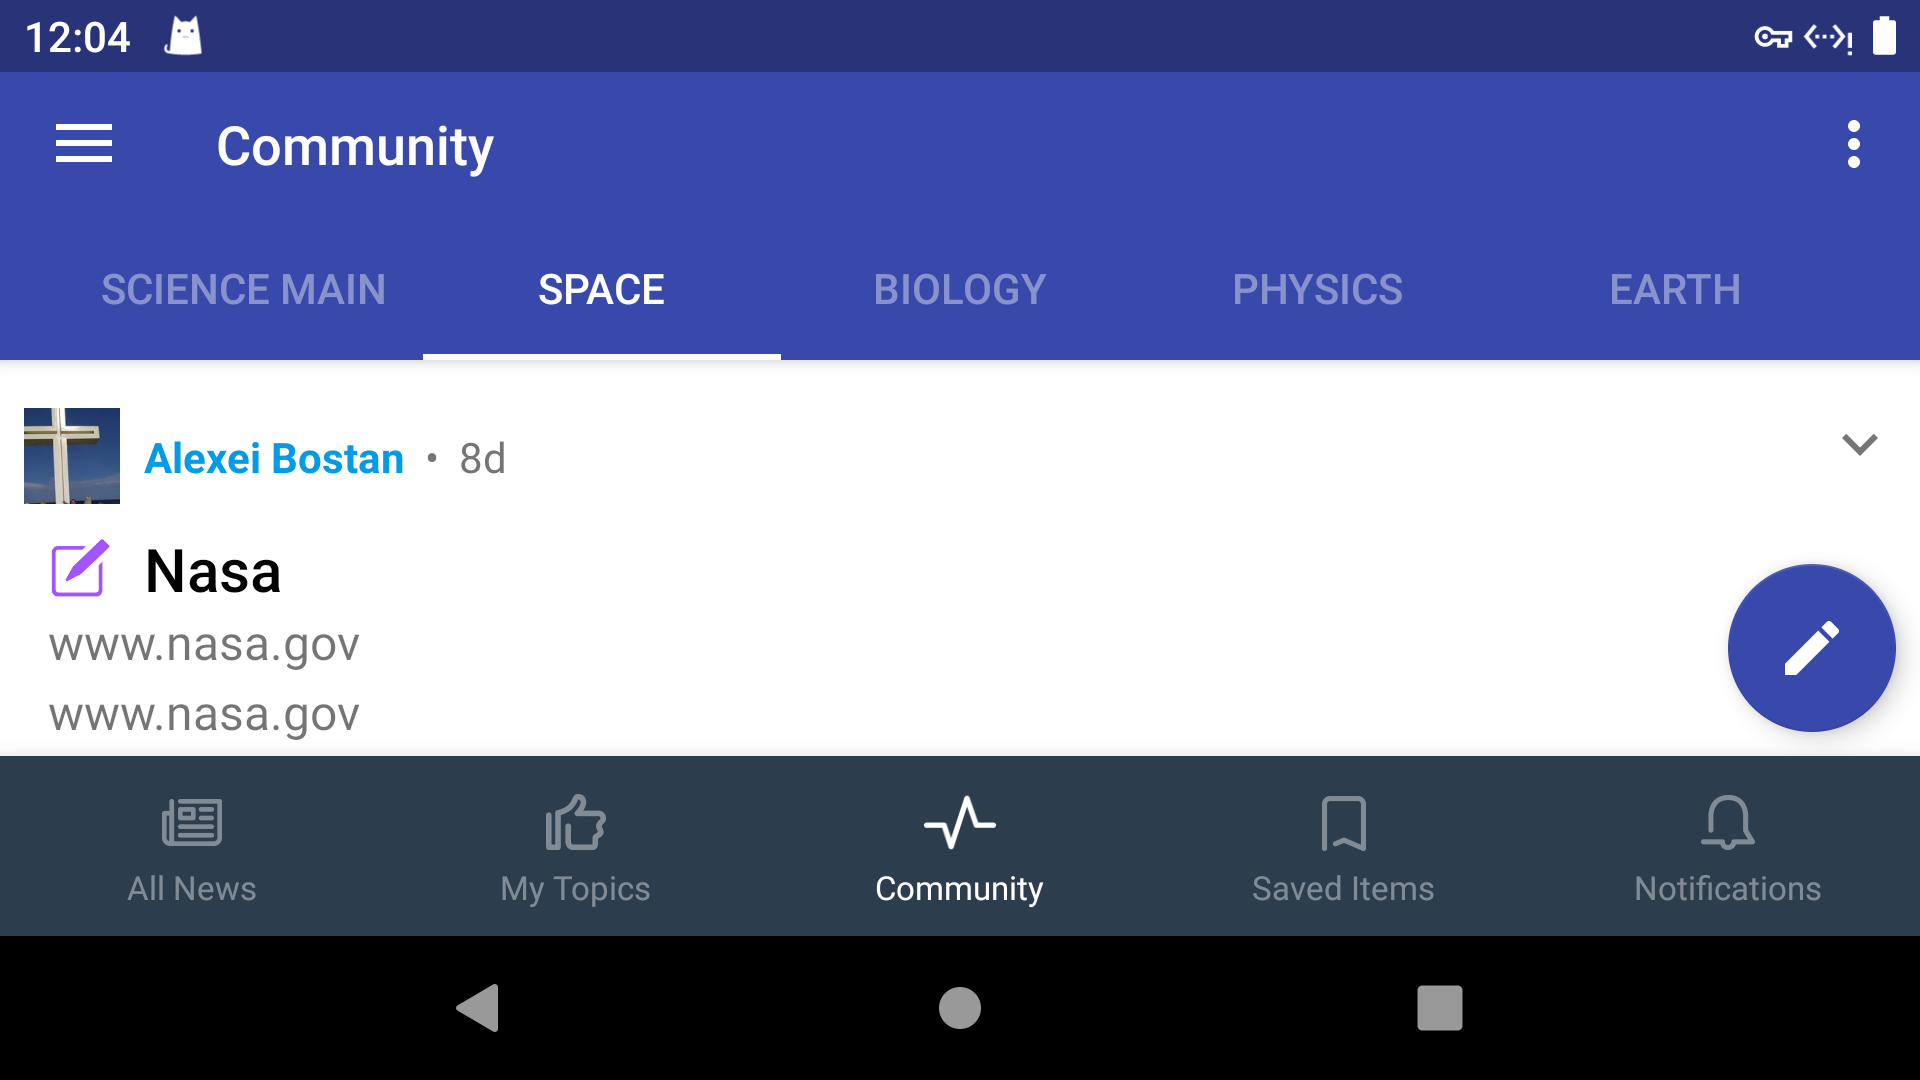 12:04
Community
SCIENCE MAIN SPACE BIOLOGY PHYSICS EARTH
Alexei Bostan • 8d
Nasa
www.nasa.gov
www.nasa.gov
All News My Topics Community Saved Items Notifications